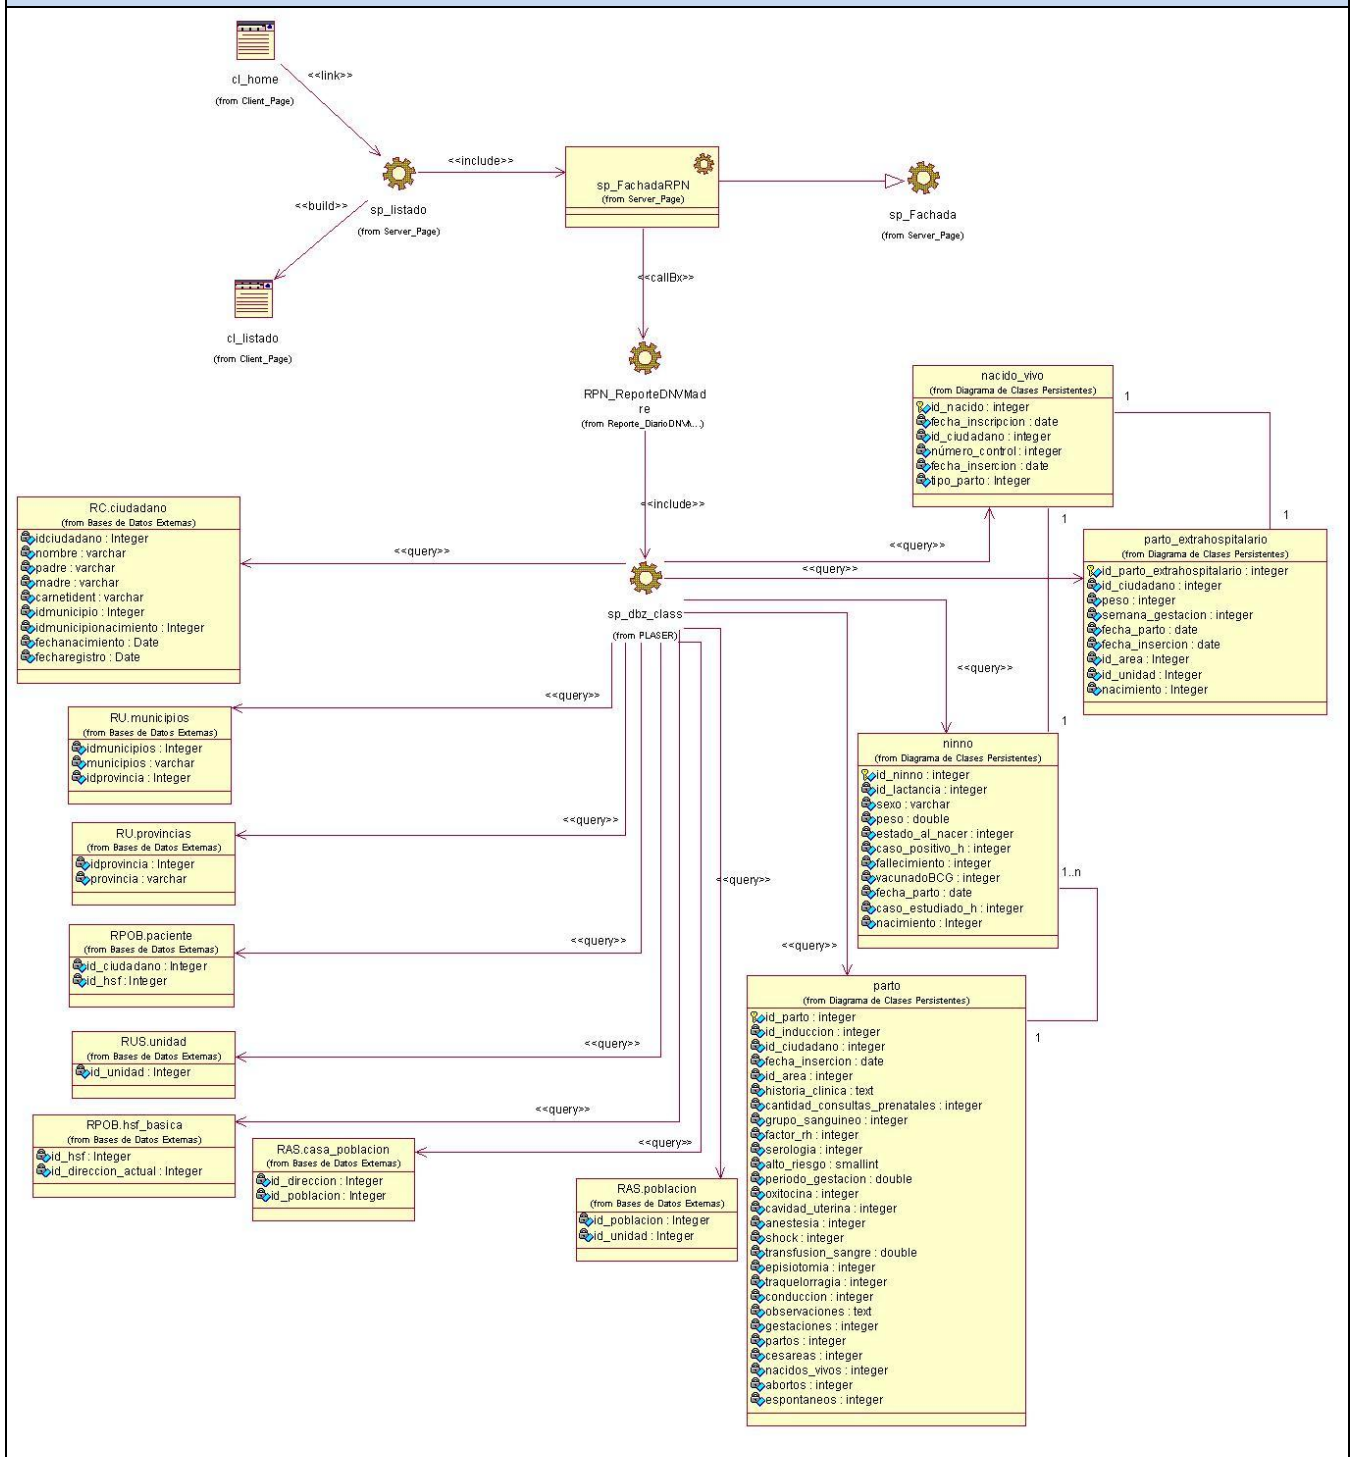 cl_home
(from Client_Page)
<<link>>
sp_listado
(from Server_Page)
<<include>>
sp_FachadaRPN
(from Server_Page)
sp_Fachada
(from Server_Page)
<<build>>
cl_listado
(from Client_Page)
<<callBx>>
RPN_ReporteDNVMad
re
(from Reporte_DiarioDNVM...)
<<include>>
nacido_vivo
(from Diagrama de Clases Persistentes)
id_nacido : integer
fecha_inscripcion : date
id_ciudadano : integer
número_control : integer
fecha_insercion : date
tipo_parto : Integer
1
1
1
1
parto_extrahospitalario
(from Diagrama de Clases Persistentes)
id_parto_extrahospitalario : integer
id_ciudadano : integer
peso : integer
semana_gestacion : integer
fecha_parto : date
fecha_insercion : date
id_area : Integer
id_unidad : Integer
nacimiento : Integer
RC.ciudadano
(from Bases de Datos Externas)
idciudadano : Integer
nombre : varchar
padre : varchar
madre : varchar
carnetident : varchar
idmunicipio : Integer
idmunicipionacimiento : Integer
fechanacimiento : Date
fecharegistro : Date
<<query>>
<<query>>
<<query>>
sp_dbz_class
(from PLASER)
<<query>>
<<query>>
RU.municipios
(from Bases de Datos Externas)
idmunicipios : Integer
municipios : varchar
idprovincia : Integer
ninno
(from Diagrama de Clases Persistentes)
id_ninno : integer
id_lactancia : integer
sexo : varchar
peso : double
estado_al_nacer : integer
caso_positivo_h : integer
fallecimiento : integer
vacunadoBCG : integer
fecha_parto : date
caso_estudiado_h : integer
nacimiento : Integer
1..n
1
<<query>>
RU.provincias
(from Bases de Datos Externas)
idprovincia : Integer
provincia : varchar
<<query>>
<<query>>
<<query>>
RPOB.paciente
(from Bases de Datos Externas)
id_ciudadano : Integer
id_hsf : Integer
parto
(from Diagrama de Clases Persistentes)
id_parto : integer
id_induccion : integer
id_ciudadano : integer
fecha_insercion : date
id_area : integer
historia_clinica : text
cantidad_consultas_prenatales : integer
grupo_sanguineo : integer
factor_rh : integer
serologia : integer
alto_riesgo : smallint
periodo_gestacion : double
oxitocina : integer
cavidad_uterina : integer
anestesia : integer
shock : integer
transfusion_sangre : double
episiotomia : integer
traquelorragia : integer
conduccion : integer
observaciones : text
gestaciones : integer
partos : integer
cesareas : integer
nacidos_vivos : integer
abortos : integer
espontaneos : integer
<<query>>
RUS.unidad
(from Bases de Datos Externas)
id_unidad : Integer
<<query>>
RPOB.hsf_basica
(from Bases de Datos Externas)
id_hsf : Integer
id_direccion_actual : Integer
<<query>>
RAS.casa_poblacion
(from Bases de Datos Externas)
id_direccion : Integer
id_poblacion : Integer
RAS.poblacion
(from Bases de Datos Externas)
id_poblacion : Integer
id_unidad : Integer